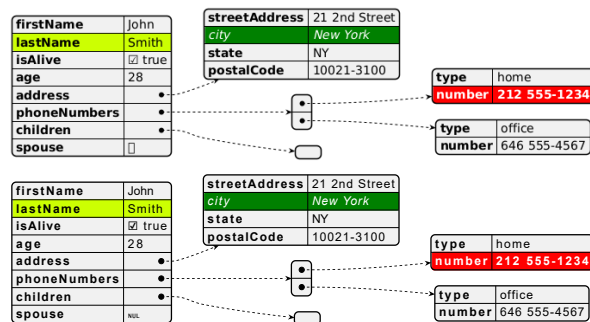 firstName John
lastName Smith
isAlive ☑ true
age 28
address
phoneNumbers
children
spouse
streetAddress 21 2nd Street
city New York
state NY
postalCode 10021-3100
type home
number 212 555-1234
type office
number 646 555-4567
firstName John
lastName Smith
isAlive ☑ true
age 28
address
phoneNumbers
children
spouse NUL
streetAddress 21 2nd Street
city New York
state NY
postalCode 10021-3100
type home
number 212 555-1234
type office
number 646 555-4567